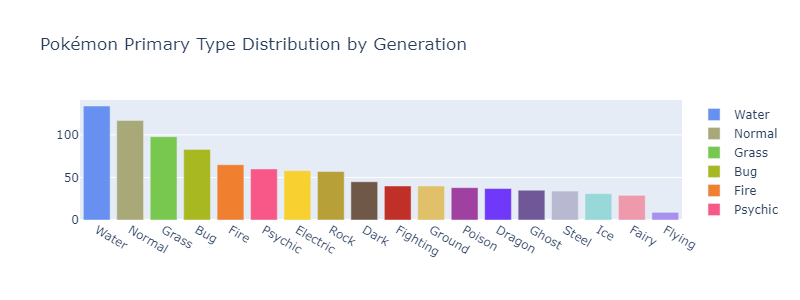 Pokémon Primary Type Distribution by Generation
100
50
0
Water
Normal
Grass
Bug
Fire
Psychic
Electric
Rock
Dark
Fighting
Ground
Poison
Dragon
Ghost
Steel
Ice
Fairy
Flying
Water
Normal
Grass
Bug
Fire
Psychic